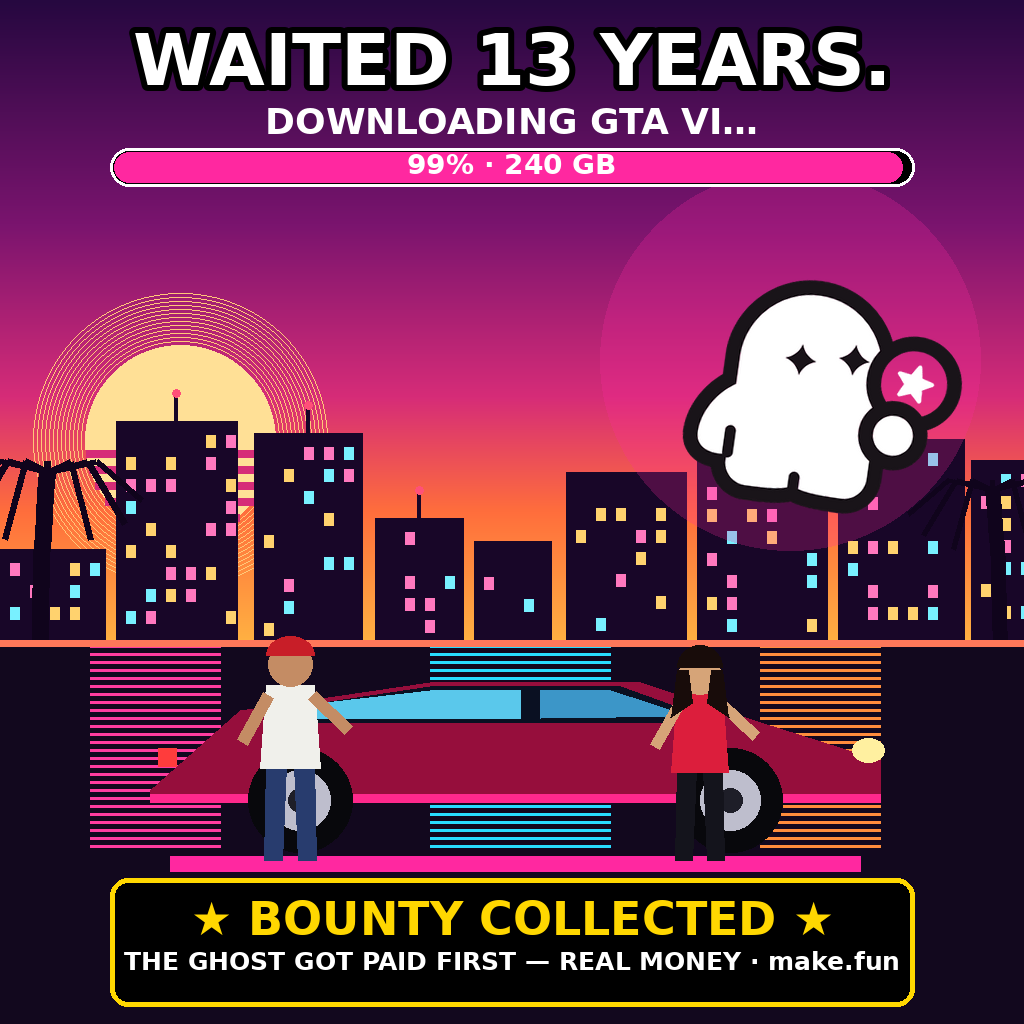 WAITED 13 YEARS.
DOWNLOADING GTA VI...
99% · 240 GB
★ BOUNTY COLLECTED ★
THE GHOST GOT PAID FIRST — REAL MONEY · make.fun